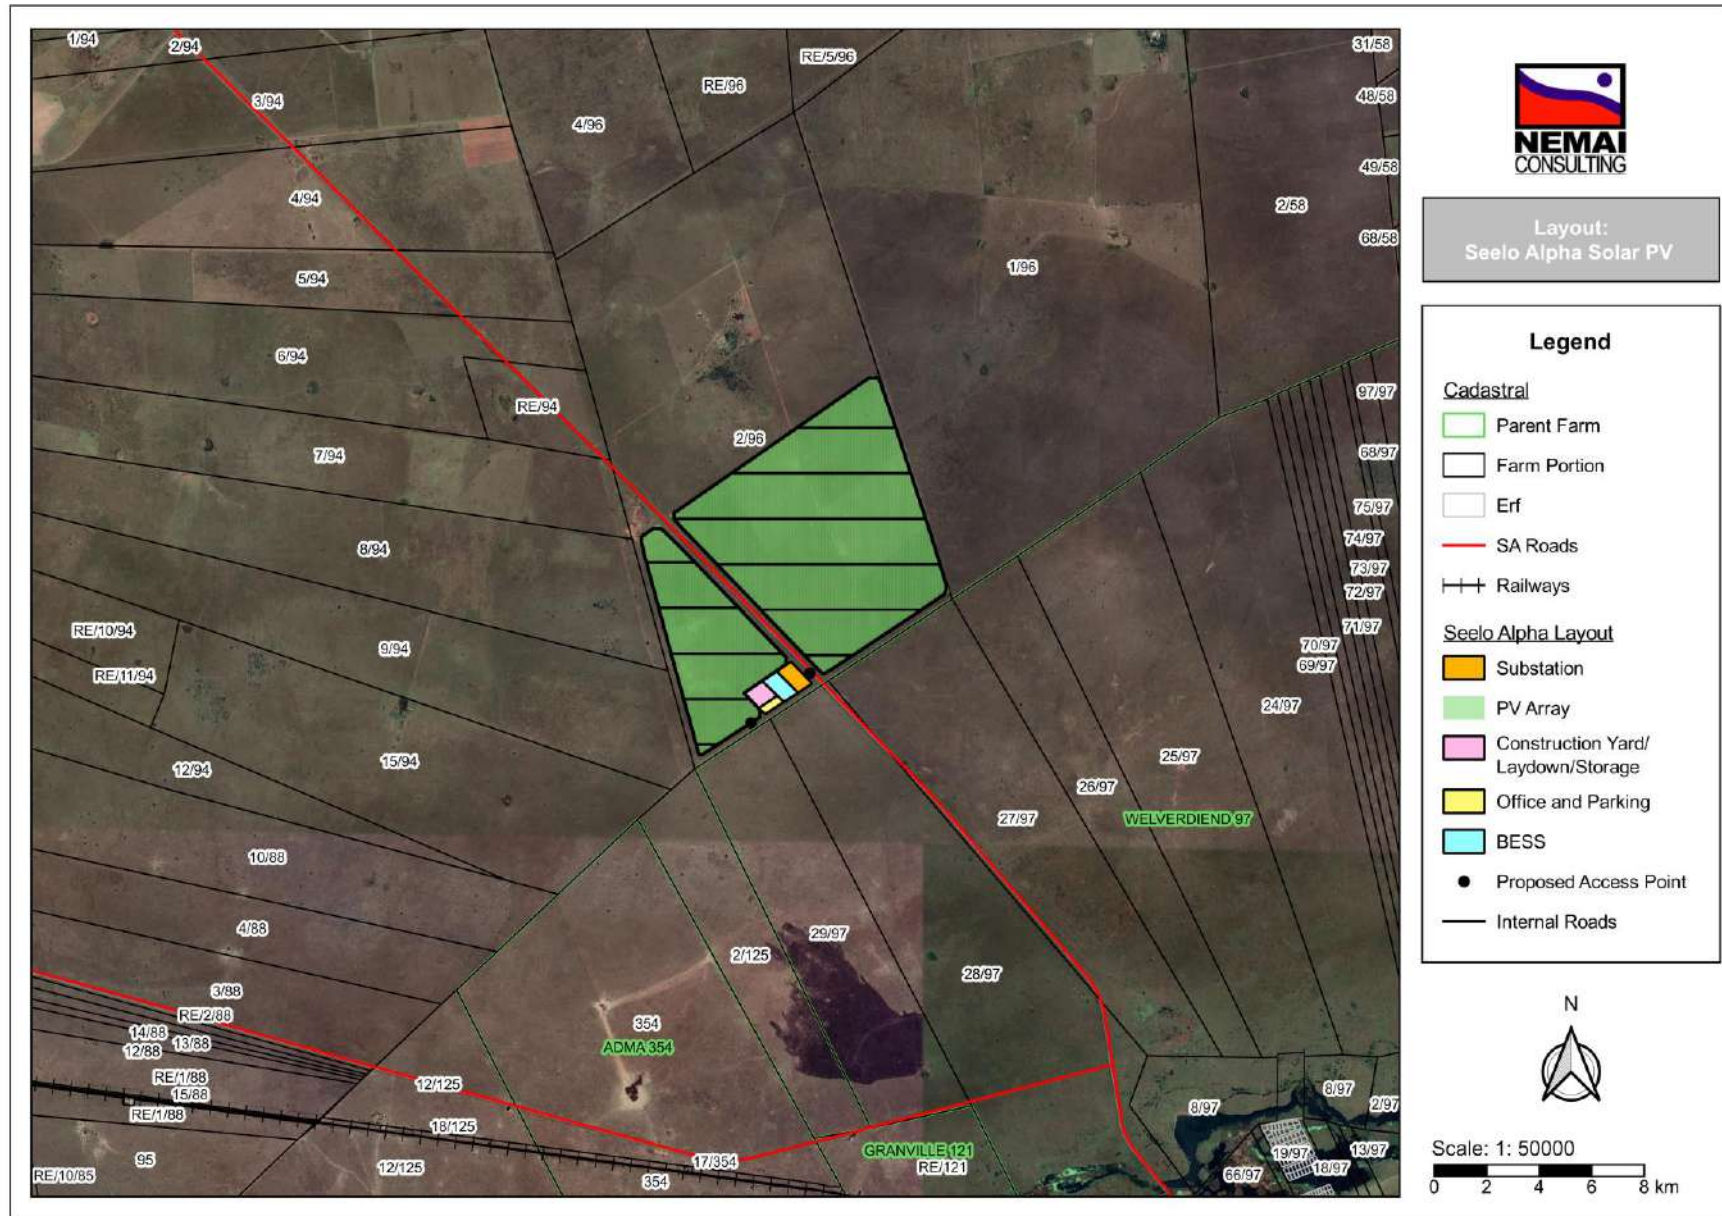 1/94
2/94
RE/5/96
31/58
RE/96
48/58
3/94
4/96
49/58
4/94
2/58
68/58
1/96
5/94
6/94
97/97
RE/94
2/96
68/97
7/94
75/97
74/97
8/94
73/97
72/97
71/97
RE/10/94
70/97
9/94
69/97
RE/11/94
24/97
25/97
15/94
12/94
26/97
27/97
WELVERDIEND 97
10/88
4/88
29/97
2/125
28/97
3/88
RE/2/88
354
14/88
13/88
12/88
ADMA 354
RE/1/88
12/125
15/88
8/97
2/97
RE/1/88
8/97
18/125
GRANVILLE 121
13/97
19/97
95
17/354
RE/121
12/125
18/97
RE/10/85
354
66/97
NEMAI
CONSULTING
Layout:
Seelo Alpha Solar PV
Legend
Cadastral
Parent Farm
Farm Portion
Erf
SA Roads
Railways
Seelo Alpha Layout
Substation
PV Array
Construction Yard/
Laydown/Storage
Office and Parking
BESS
Proposed Access Point
Internal Roads
N
Scale: 1: 50000
0 2 4 6 8 km